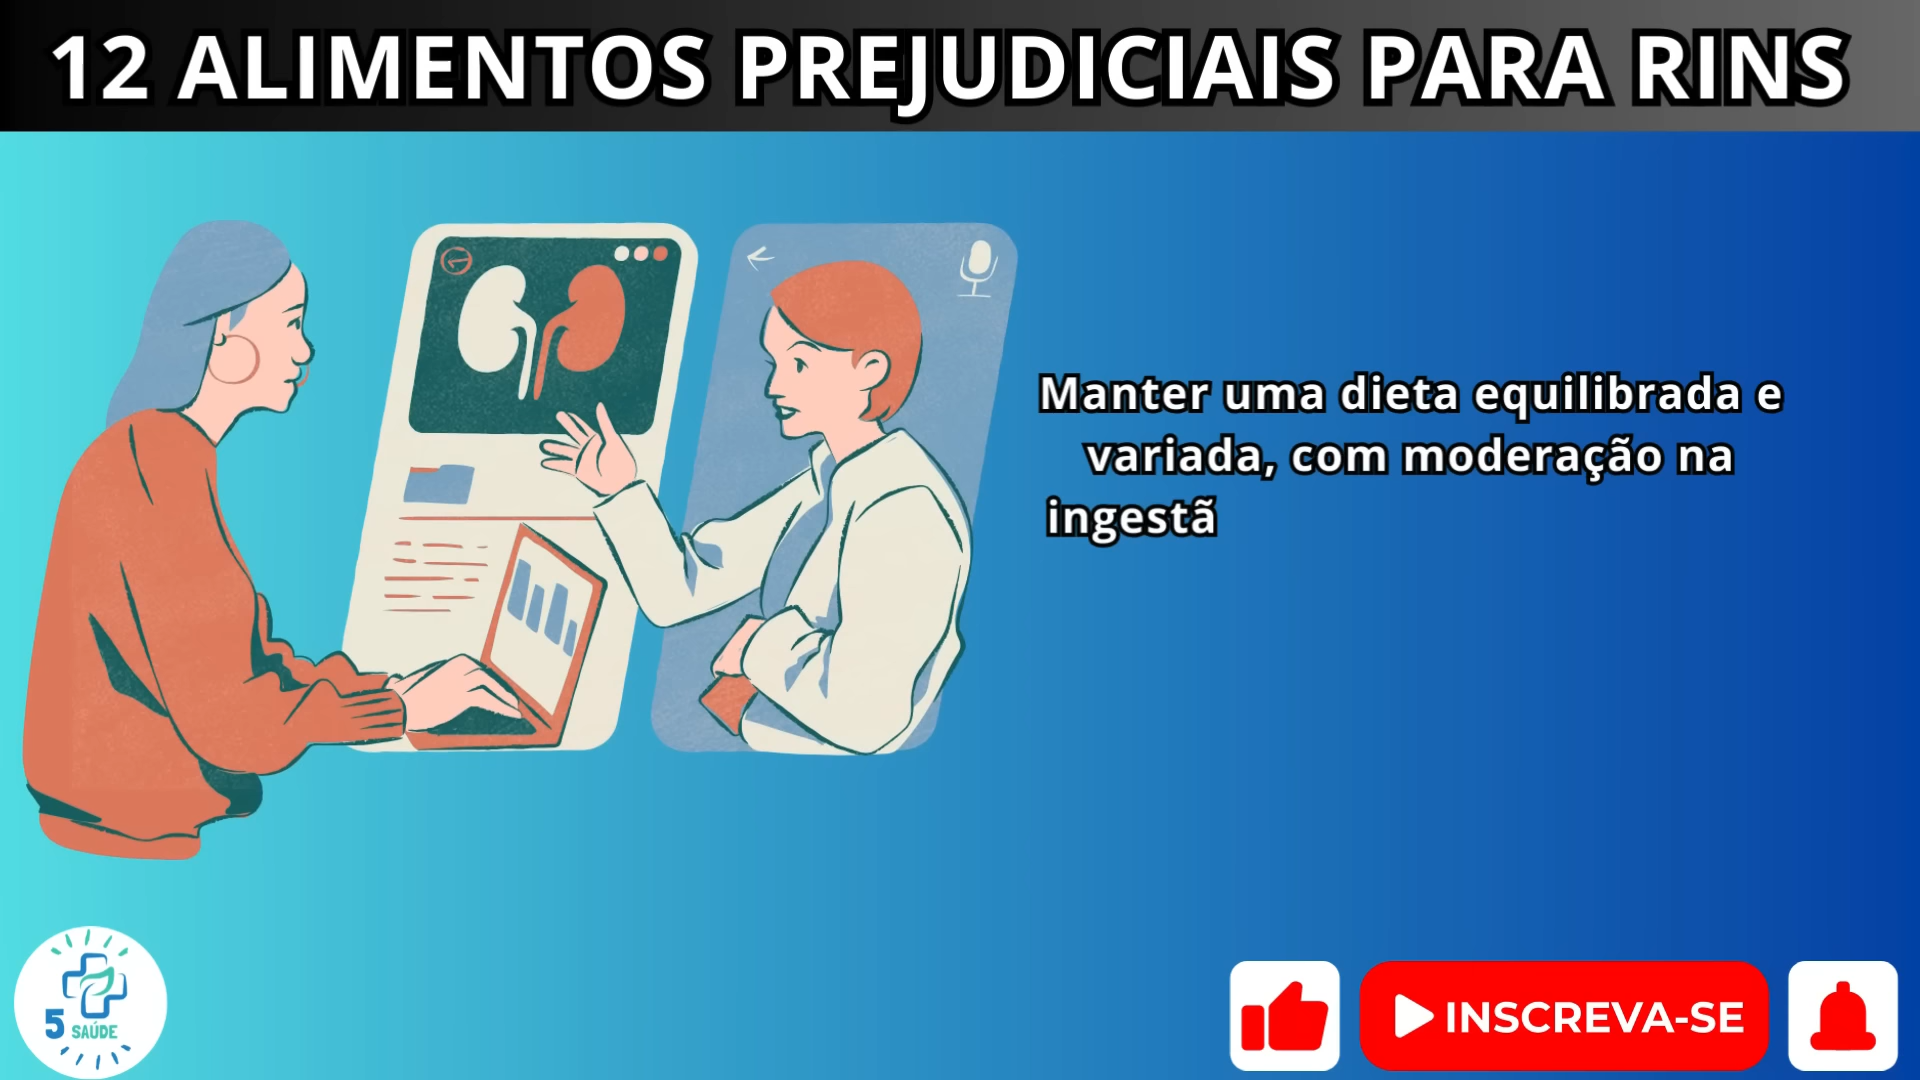 12 ALIMENTOS PREJUDICIAIS PARA RINS
Manter uma dieta equilibrada e
variada, com moderação na
ingestã
5 SAÚDE
INSCREVA-SE